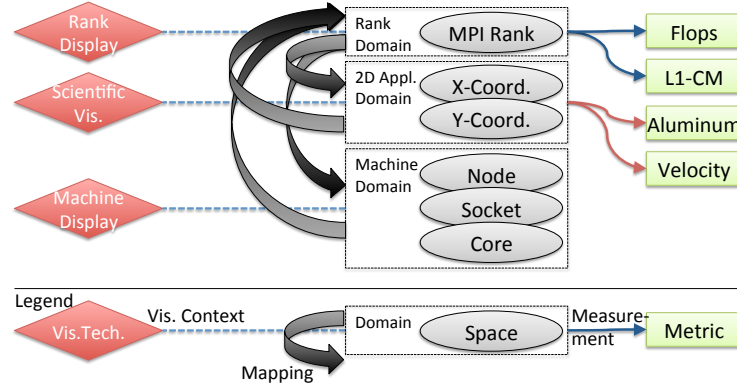 Rank
Display
Rank
Domain
MPI Rank
Flops
L1-CM
Scientific
Vis.
2D Appl.
Domain
X-Coord.
Y-Coord.
Aluminum
Velocity
Machine
Display
Machine
Domain
Node
Socket
Core
Legend
Vis.Tech.
Vis. Context
Mapping
Domain
Space
Measure-
ment
Metric